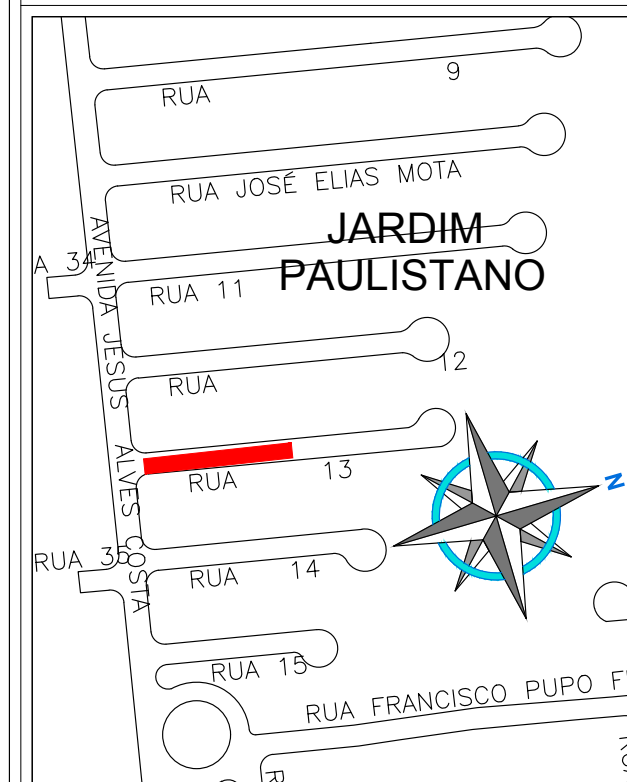 RUA 9
RUA JOSÉ ELIAS MOTA
JARDIM
PAULISTANO
A 34
RUA 11
AVENIDA JESUS ALVES COSTA
RUA 12
RUA 13
N
RUA 35
RUA 14
RUA 15
RUA FRANCISCO PUPO F
R